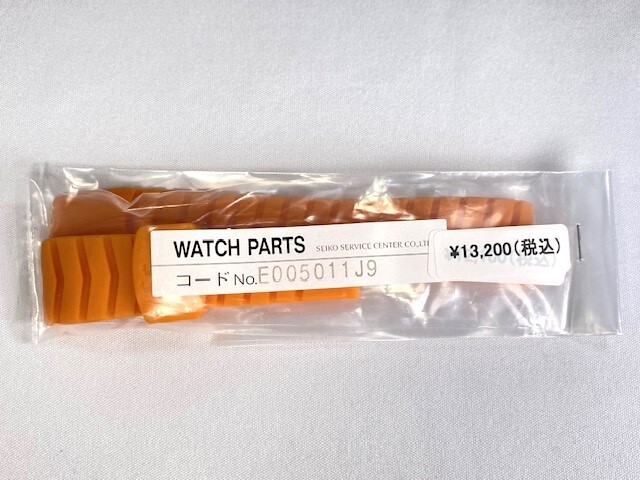 WATCH PARTS SEIKO SERVICE CENTER CO.,LTD
コードNo.E005011J9
¥13,200(税込)